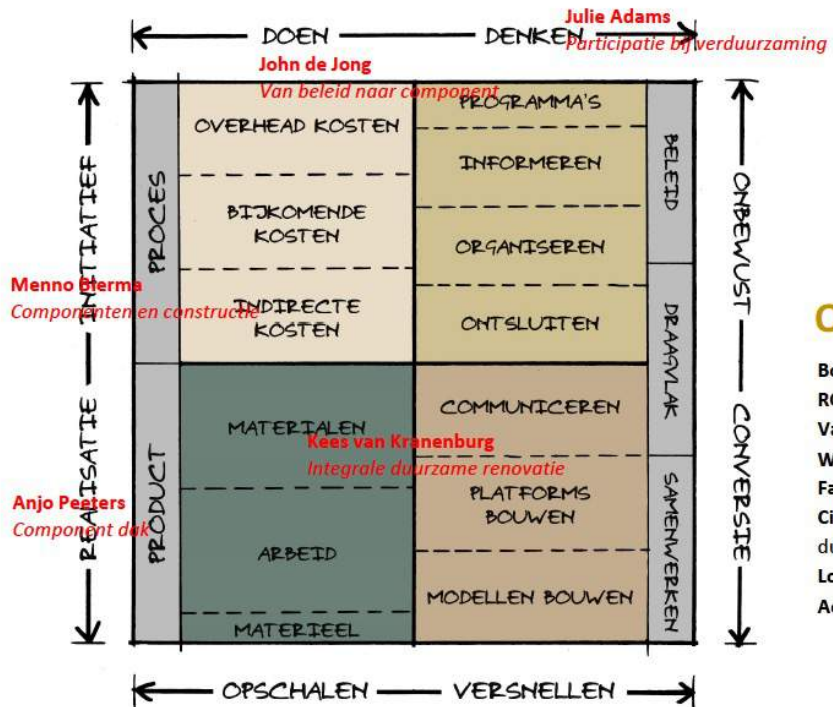 Julie Adams
DOEN DENKEN
Participatie bij verduurzaming
John de Jong
Van beleid naar component
PROGRAMMA'S
OVERHEAD KOSTEN
INFORMEREN
BELEID
INITIATIEF
PROCES
ONBEWUST
BIJKOMENDE
KOSTEN
ORGANISEREN
Menno Bierma
Componenten en constructie
INDIRECTE
KOSTEN
ONTSLUITEN
DRAAGVLAK
COMMUNICEREN
MATERIALEN
Kees van Kranenburg
Integrale duurzame renovatie
PLATFORMS
BOUWEN
REALISATIE
PRODUCT
CONVERSIE
SAMENWERKEN
Anjo Peeters
Component dak
ARBEID
MODELLEN BOUWEN
MATERIEEL
OPSCHALEN VERSNELLEN